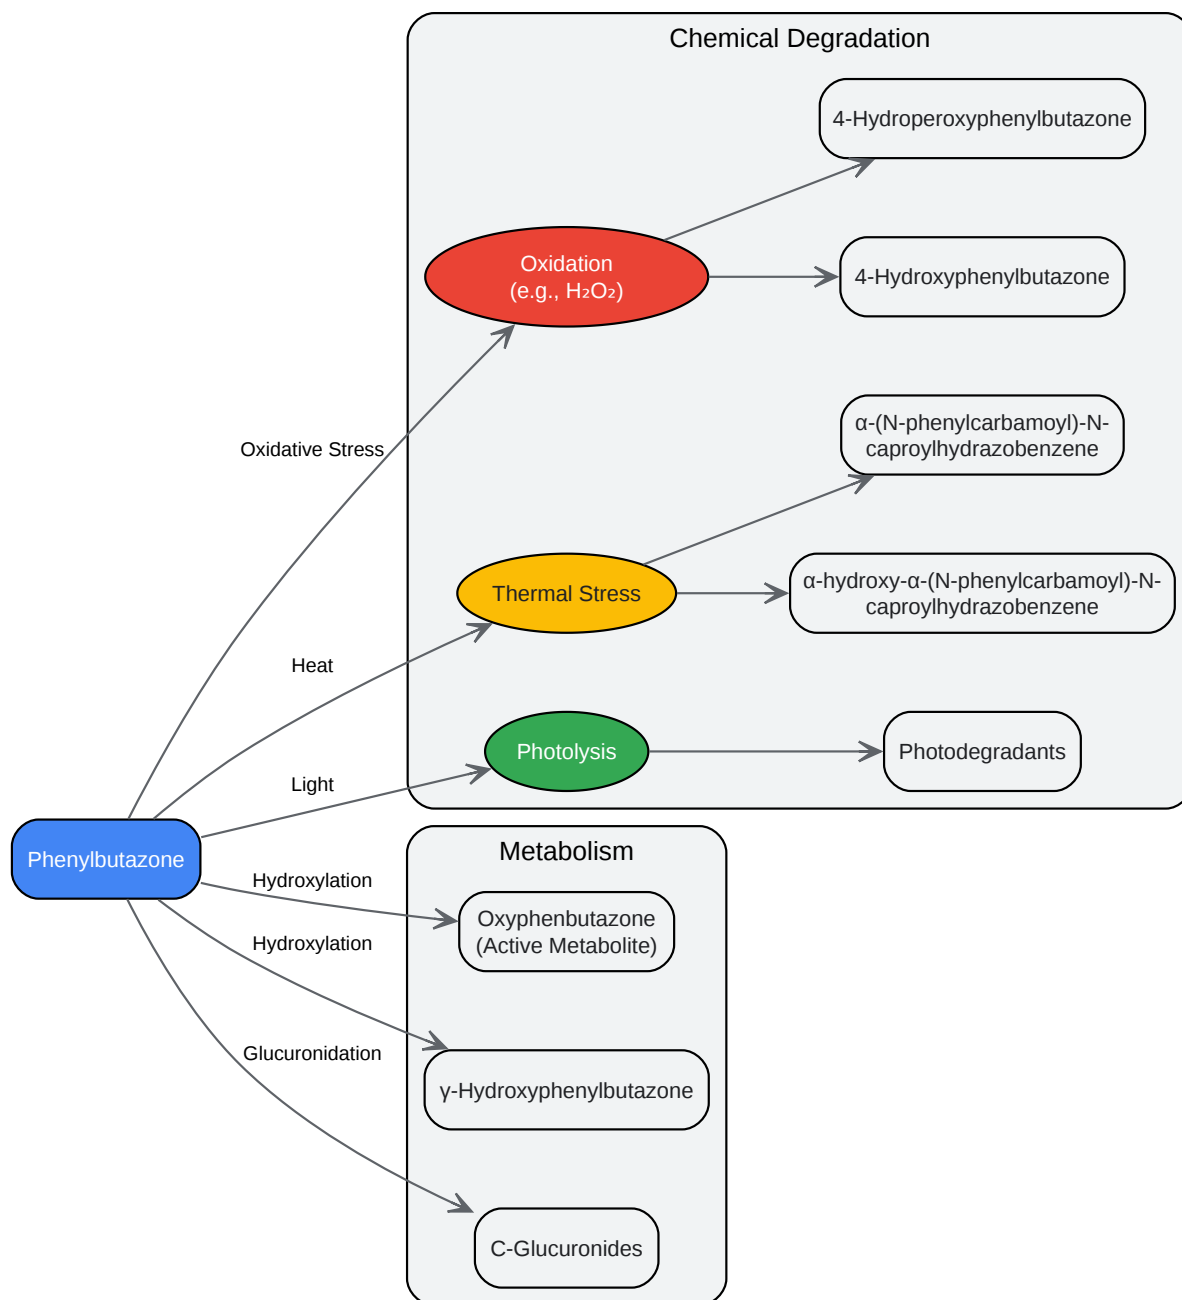 Chemical Degradation
4-Hydroperoxyphenylbutazone
Oxidation
(e.g., H₂O₂)
4-Hydroxyphenylbutazone
Oxidative Stress
α-(N-phenylcarbamoyl)-N-
caproylhydrazobenzene
Thermal Stress
α-hydroxy-α-(N-phenylcarbamoyl)-N-
caproylhydrazobenzene
Heat
Photolysis
Photodegradants
Light
Phenylbutazone
Metabolism
Hydroxylation
Oxyphenbutazone
(Active Metabolite)
Hydroxylation
γ-Hydroxyphenylbutazone
Glucuronidation
C-Glucuronides